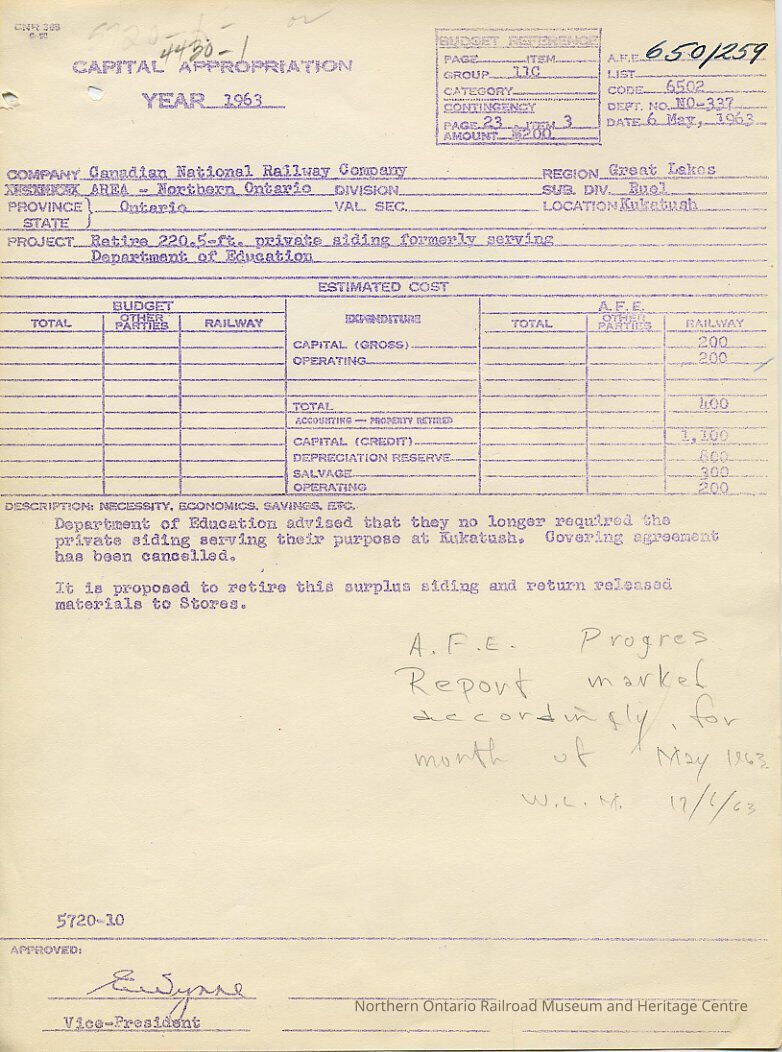 CNR 368
4430-1
CAPITAL APPROPRIATION
YEAR 1963
BUDGET REFERENCE
PAGE ITEM
GROUP 11C
CATEGORY
CONTINGENCY
PAGE 23 ITEM 3
AMOUNT $200
A.F.E. 650/259
LIST
CODE 6502
DEPT. NO. NO-337
DATE 6 May, 1963
COMPANY Canadian National Railway Company REGION Great Lakes
AREA - Northern Ontario DIVISION SUB. DIV. Ruel
PROVINCE } Ontario VAL. SEC. LOCATION Kukatush
STATE
PROJECT Retire 220.5-ft. private siding formerly serving
Department of Education
ESTIMATED COST
BUDGET EXPENDITURE A.F.E.
TOTAL OTHER PARTIES RAILWAY TOTAL OTHER PARTIES RAILWAY
CAPITAL (GROSS) 200
OPERATING 200
TOTAL 400
ACCOUNTING — PROPERTY RETIRED
CAPITAL (CREDIT) 1,100
DEPRECIATION RESERVE 600
SALVAGE 300
OPERATING 200
DESCRIPTION: NECESSITY, ECONOMICS, SAVINGS, ETC.
Department of Education advised that they no longer required the
private siding serving their purpose at Kukatush. Covering agreement
has been cancelled.
It is proposed to retire this surplus siding and return released
materials to Stores.
A.F.E. Progres
Report marked
accordingly, for
month of May 1963
W.L.M. 17/6/63
5720-10
APPROVED:
Vice-President
Northern Ontario Railroad Museum and Heritage Centre